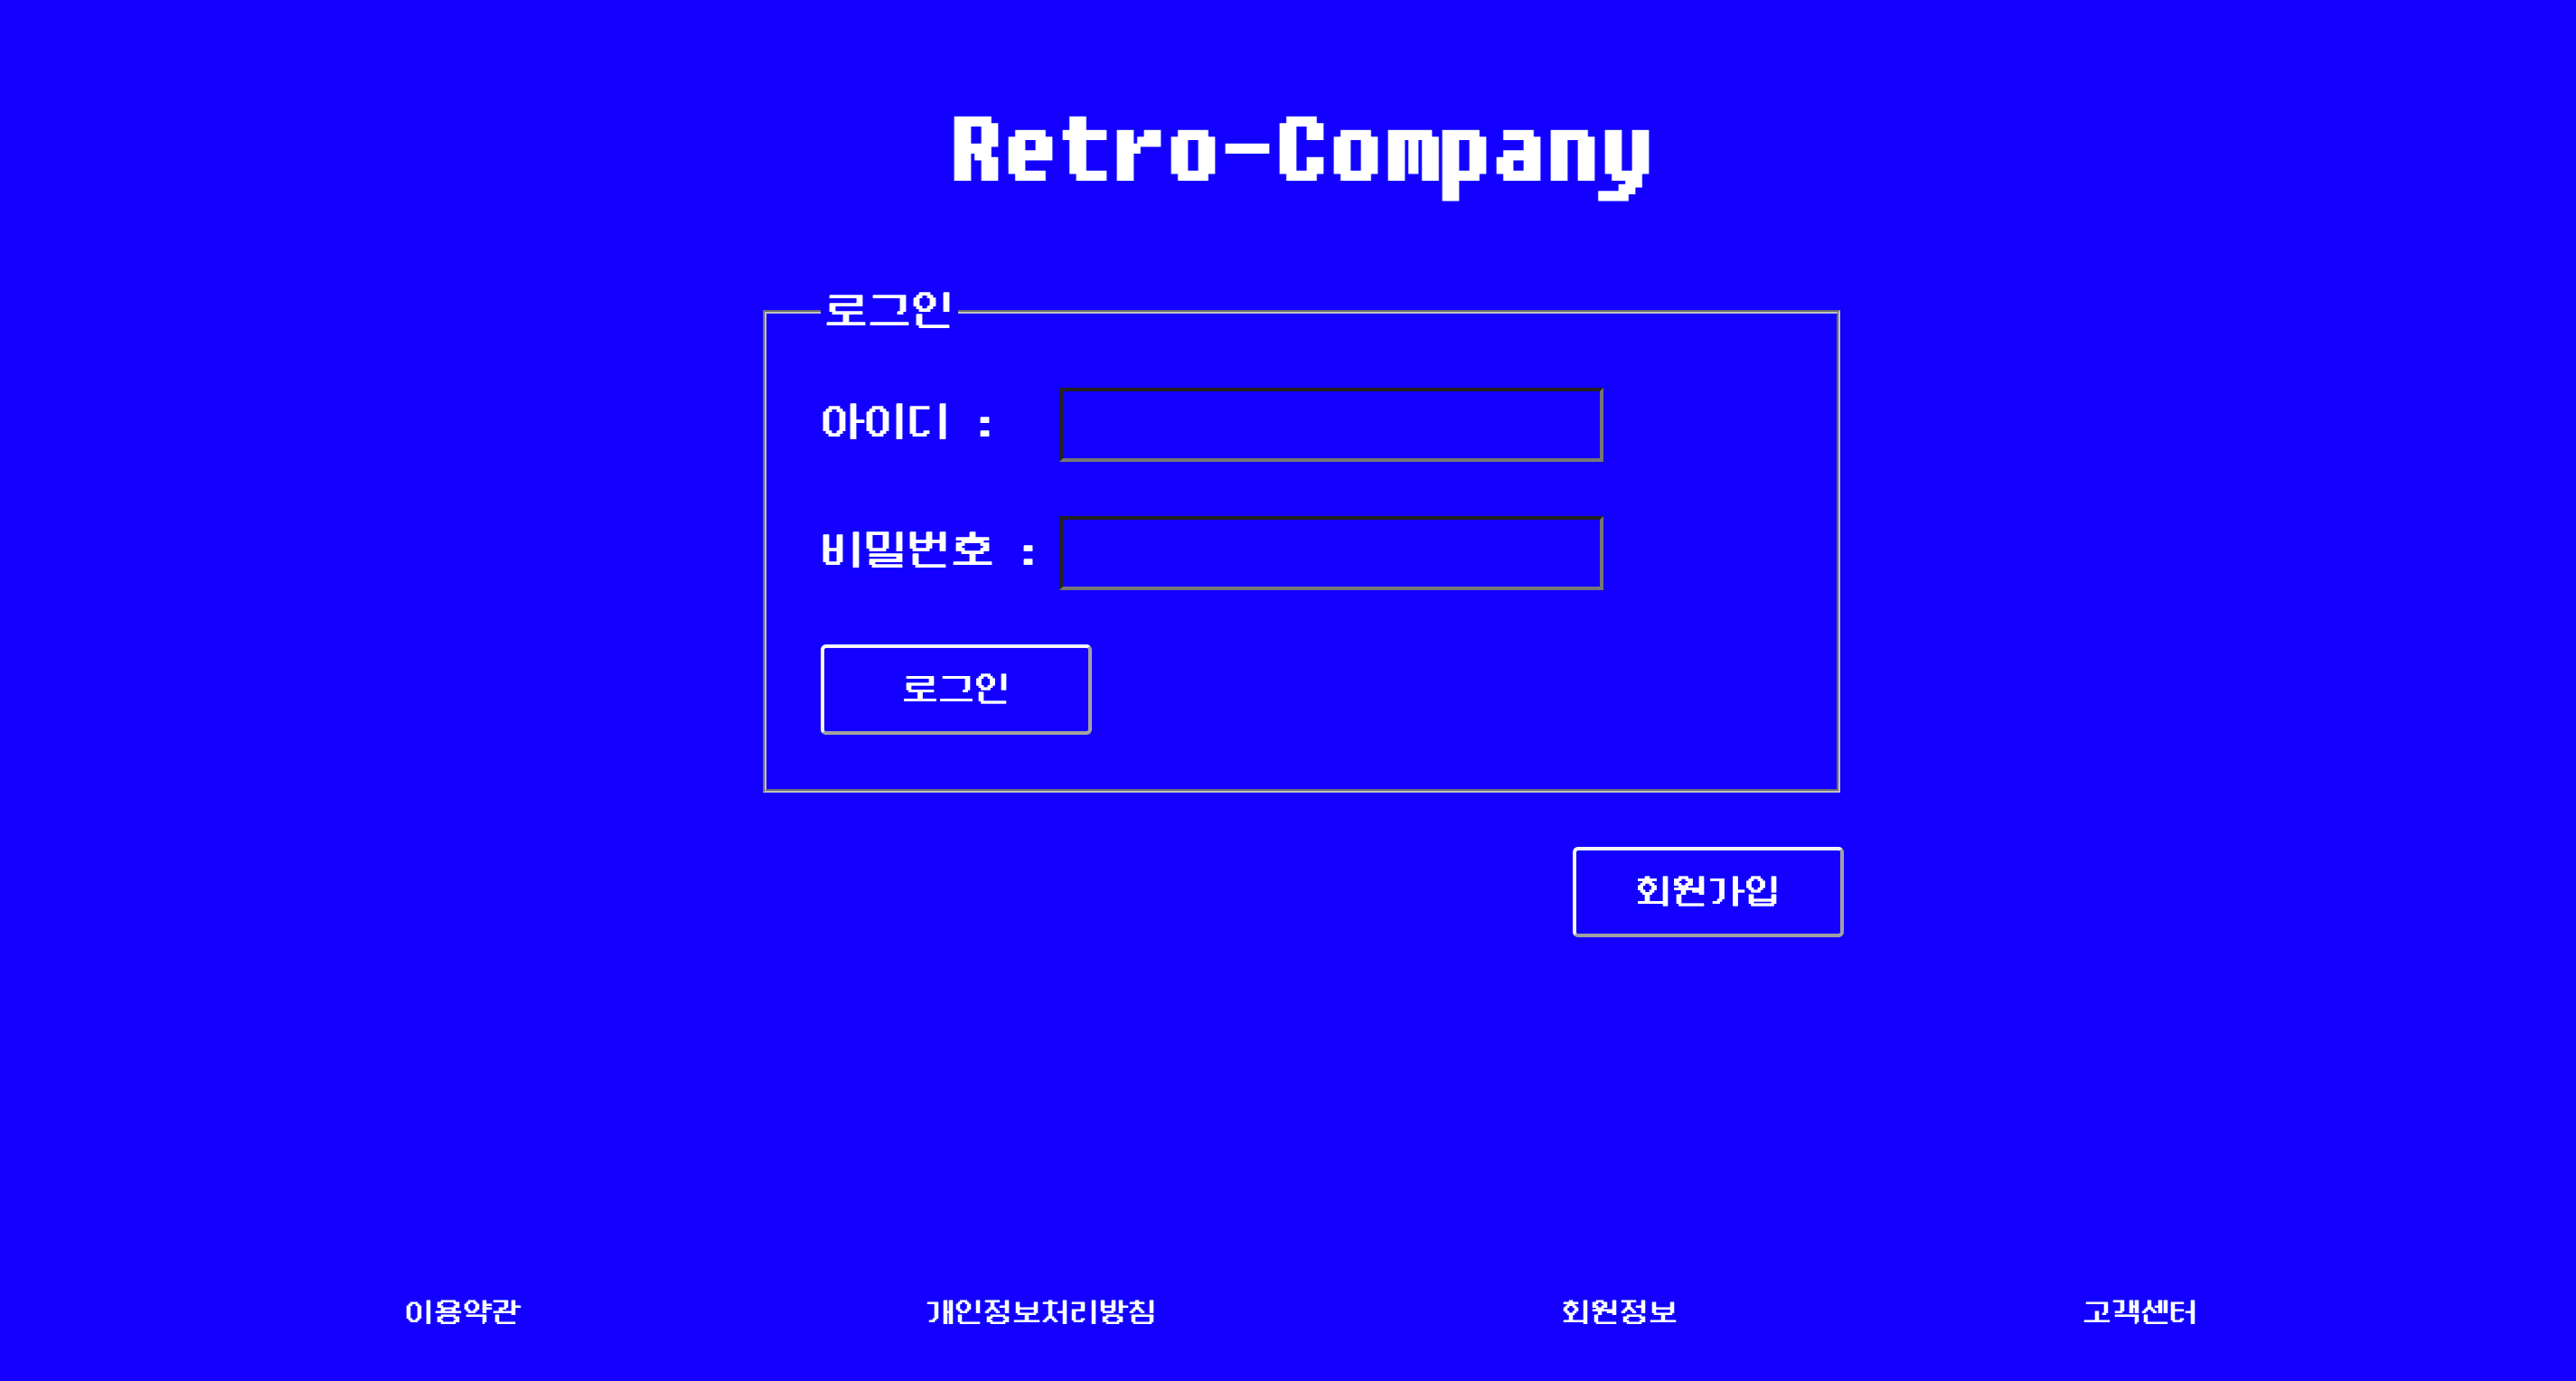 Retro-Company
로그인
아이디 :
비밀번호 :
로그인
회원가입
이용약관 개인정보처리방침 회원정보 고객센터